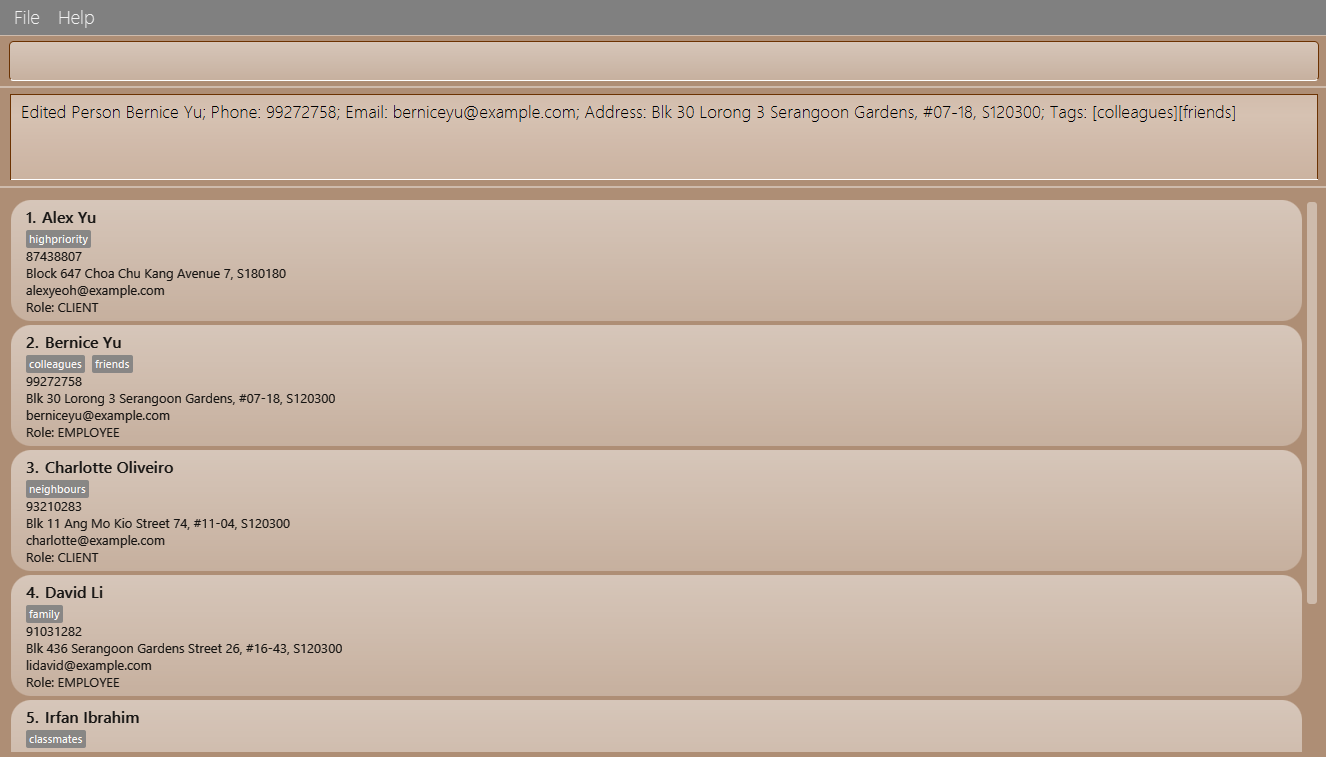 File Help
Edited Person Bernice Yu; Phone: 99272758; Email: berniceyu@example.com; Address: Blk 30 Lorong 3 Serangoon Gardens, #07-18, S120300; Tags: [colleagues][friends]
1. Alex Yu
highpriority
87438807
Block 647 Choa Chu Kang Avenue 7, S180180
alexyeoh@example.com
Role: CLIENT
2. Bernice Yu
colleagues friends
99272758
Blk 30 Lorong 3 Serangoon Gardens, #07-18, S120300
berniceyu@example.com
Role: EMPLOYEE
3. Charlotte Oliveiro
neighbours
93210283
Blk 11 Ang Mo Kio Street 74, #11-04, S120300
charlotte@example.com
Role: CLIENT
4. David Li
family
91031282
Blk 436 Serangoon Gardens Street 26, #16-43, S120300
lidavid@example.com
Role: EMPLOYEE
5. Irfan Ibrahim
classmates